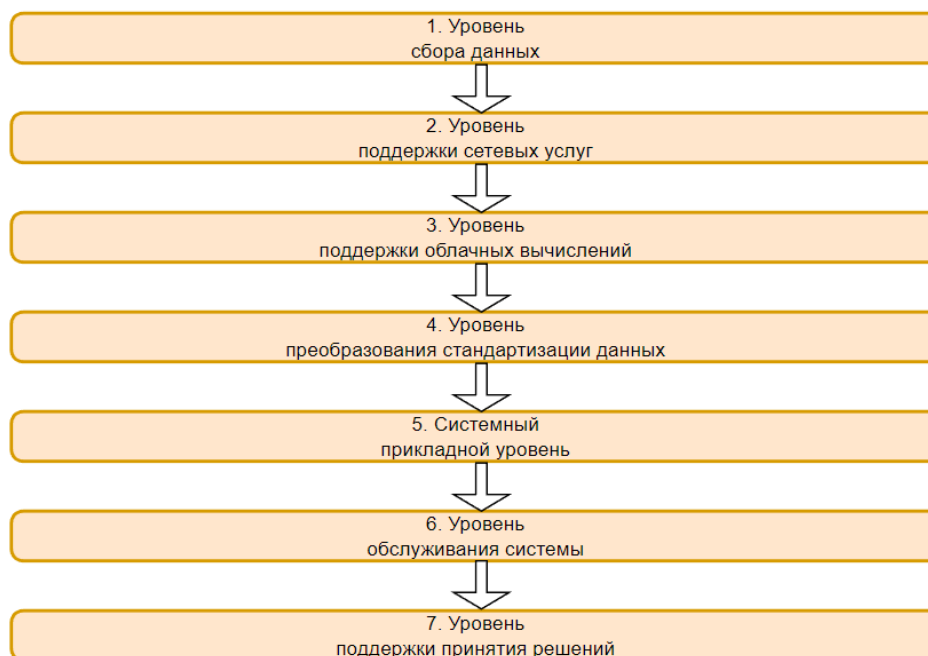 1. Уровень
сбора данных
2. Уровень
поддержки сетевых услуг
3. Уровень
поддержки облачных вычислений
4. Уровень
преобразования стандартизации данных
5. Системный
прикладной уровень
6. Уровень
обслуживания системы
7. Уровень
поддержки принятия решений